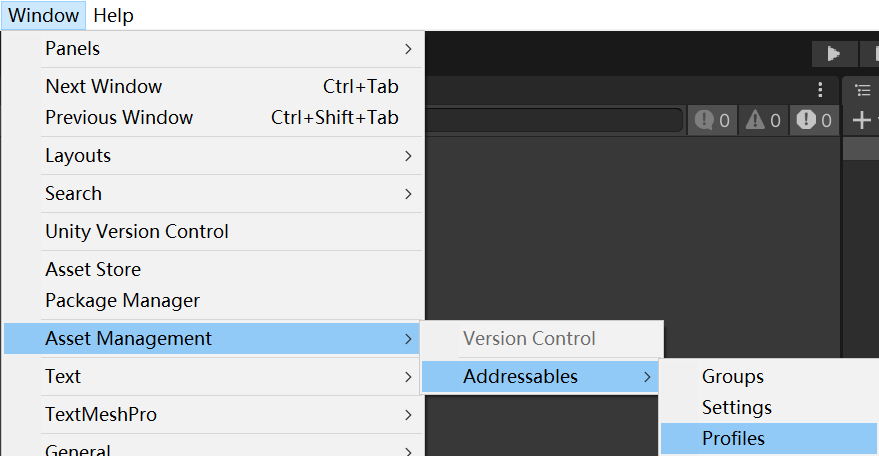 Window Help
Panels
Next Window Ctrl+Tab
Previous Window Ctrl+Shift+Tab
0 0 0
Layouts
Search
Unity Version Control
Asset Store
Package Manager
Asset Management Version Control
Text Addressables Groups
TextMeshPro Settings
General Profiles